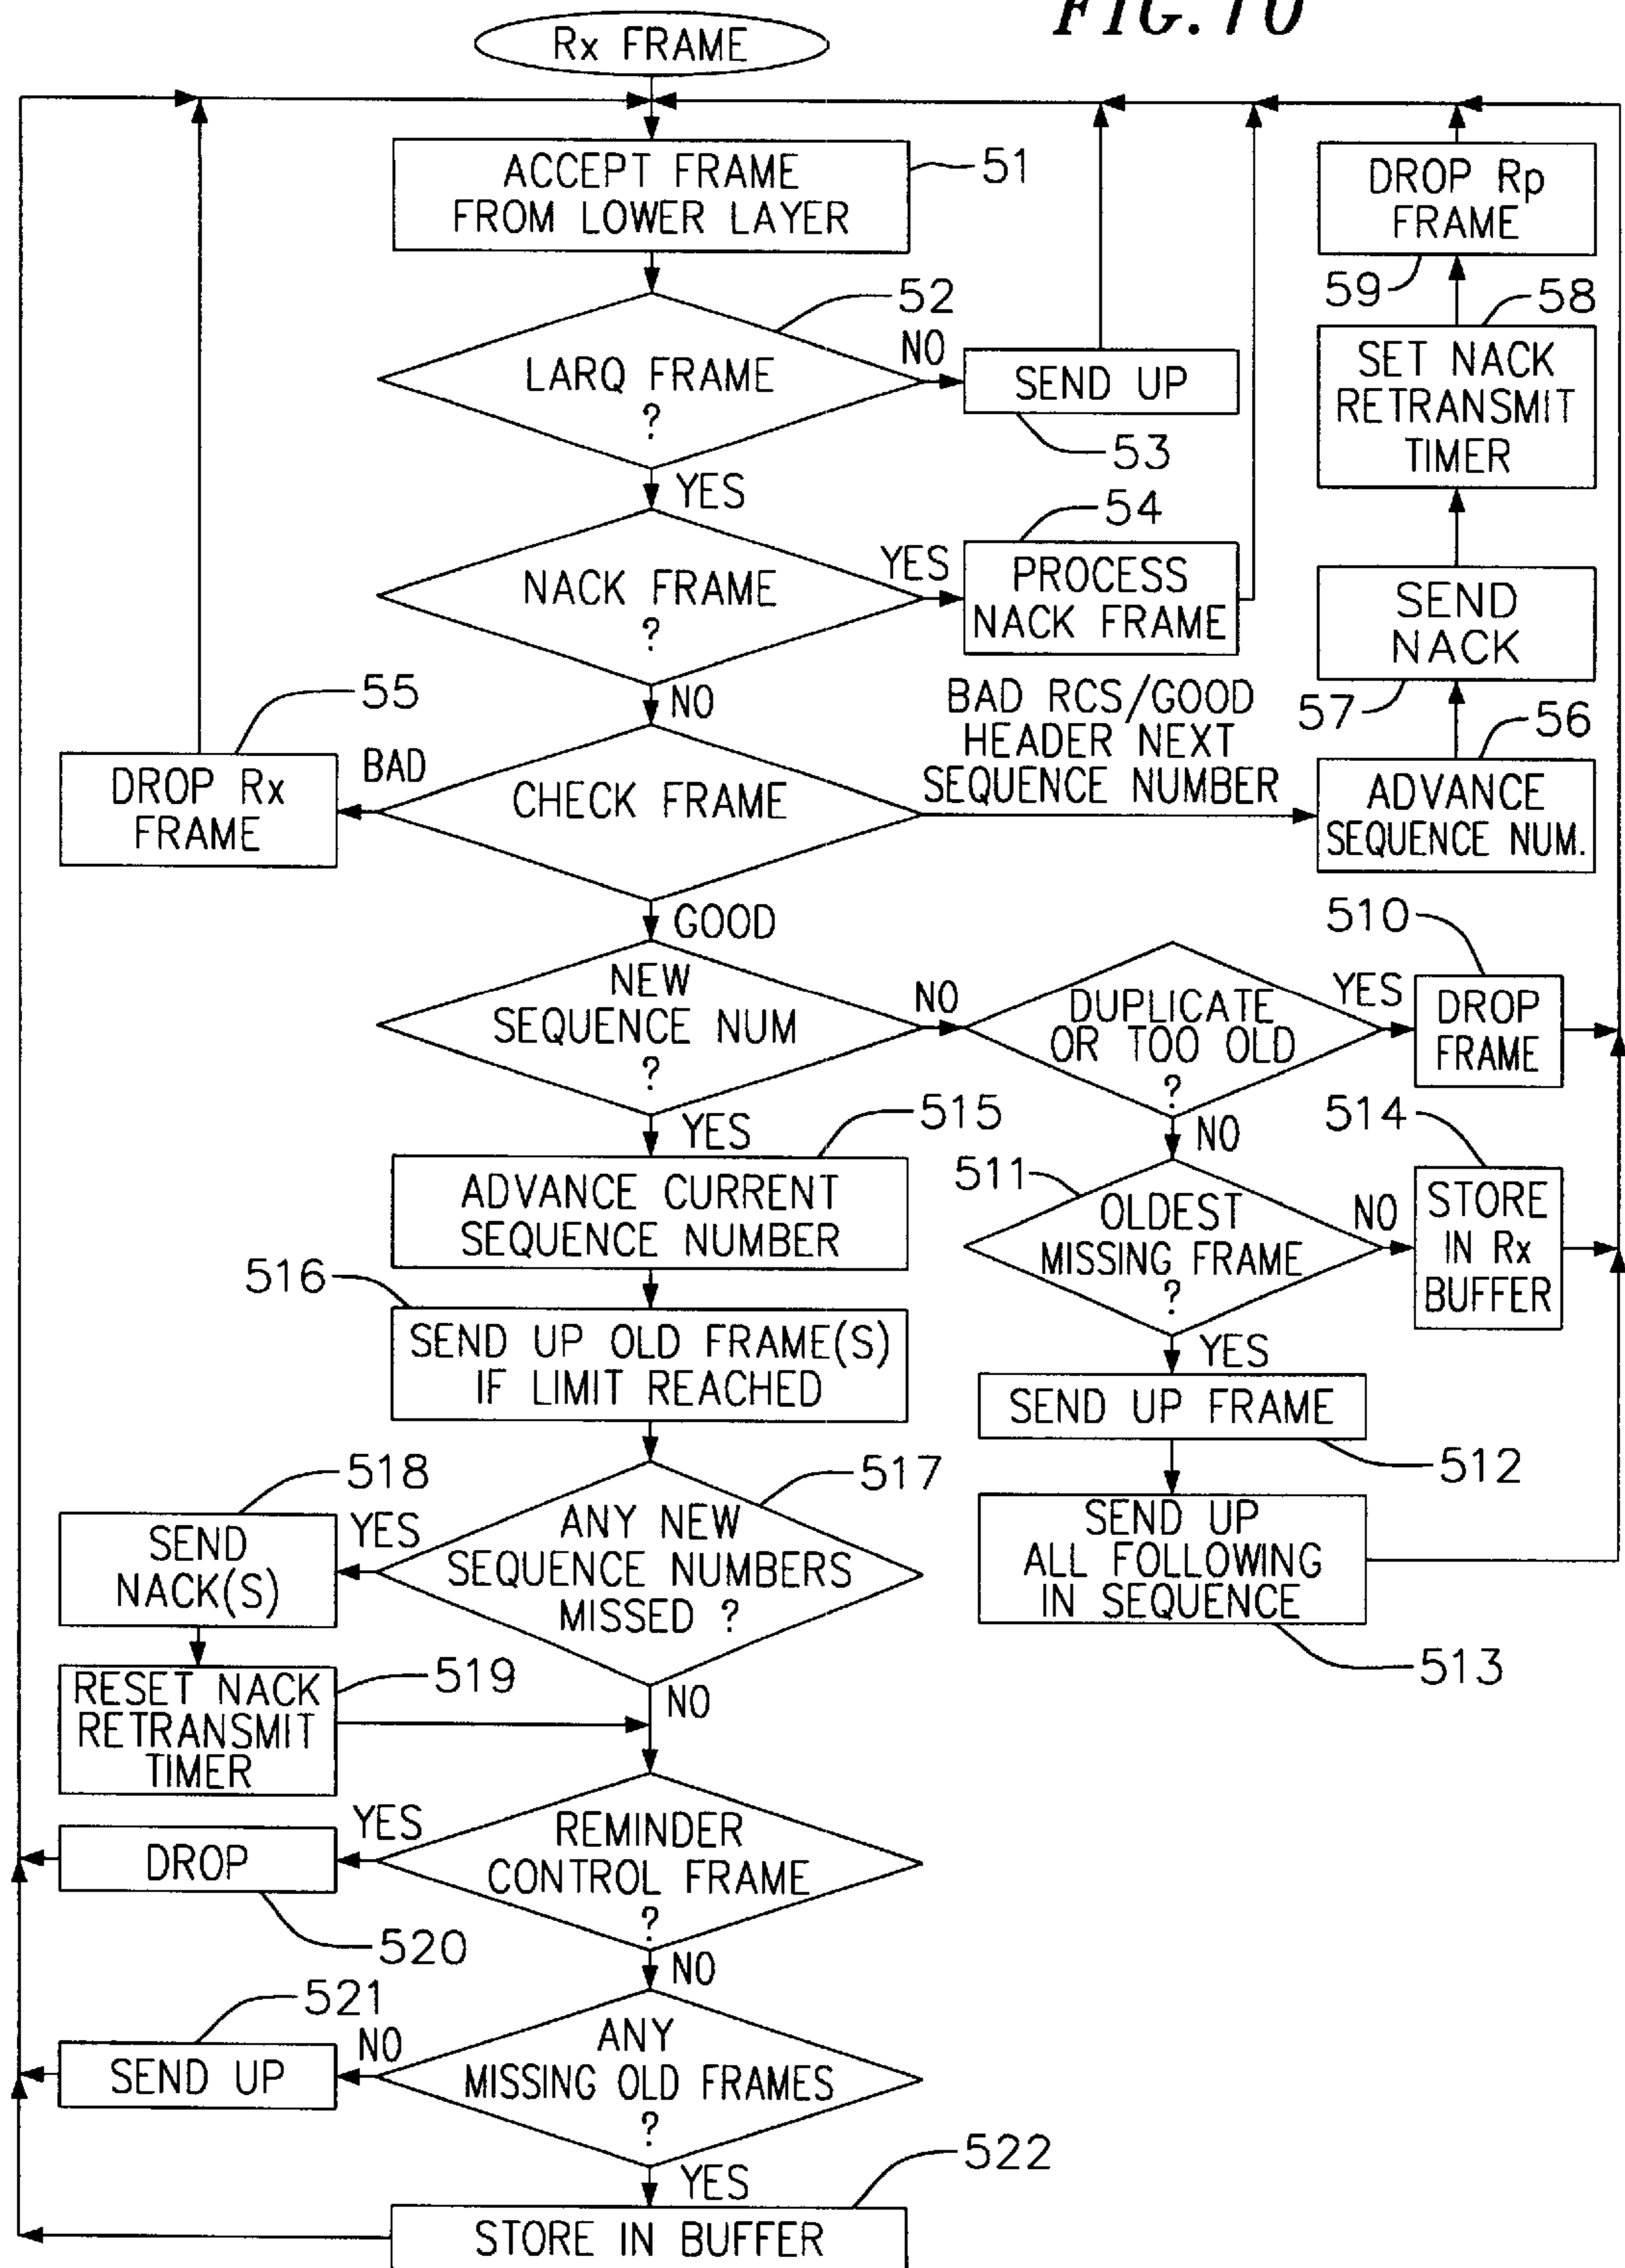 FIG. 70
Rx FRAME
ACCEPT FRAME
FROM LOWER LAYER
51
DROP Rp
FRAME
59
52
LARQ FRAME
?
NO
SEND UP
53
58
SET NACK
RETRANSMIT
TIMER
YES
54
NACK FRAME
?
YES
PROCESS
NACK FRAME
SEND
NACK
57
NO
55
DROP Rx
FRAME
BAD
CHECK FRAME
BAD RCS/GOOD
HEADER NEXT
SEQUENCE NUMBER
56
ADVANCE
SEQUENCE NUM.
GOOD
NEW
SEQUENCE NUM
?
NO
DUPLICATE
OR TOO OLD
?
YES
510
DROP
FRAME
YES
515
NO
514
ADVANCE CURRENT
SEQUENCE NUMBER
511
OLDEST
MISSING FRAME
?
NO
STORE
IN Rx
BUFFER
516
SEND UP OLD FRAME(S)
IF LIMIT REACHED
YES
SEND UP FRAME
512
518
SEND
NACK(S)
YES
ANY NEW
SEQUENCE NUMBERS
MISSED ?
517
SEND UP
ALL FOLLOWING
IN SEQUENCE
513
RESET NACK
RETRANSMIT
TIMER
519
NO
DROP
520
YES
REMINDER
CONTROL FRAME
?
NO
521
SEND UP
NO
ANY
MISSING OLD FRAMES
?
YES
522
STORE IN BUFFER